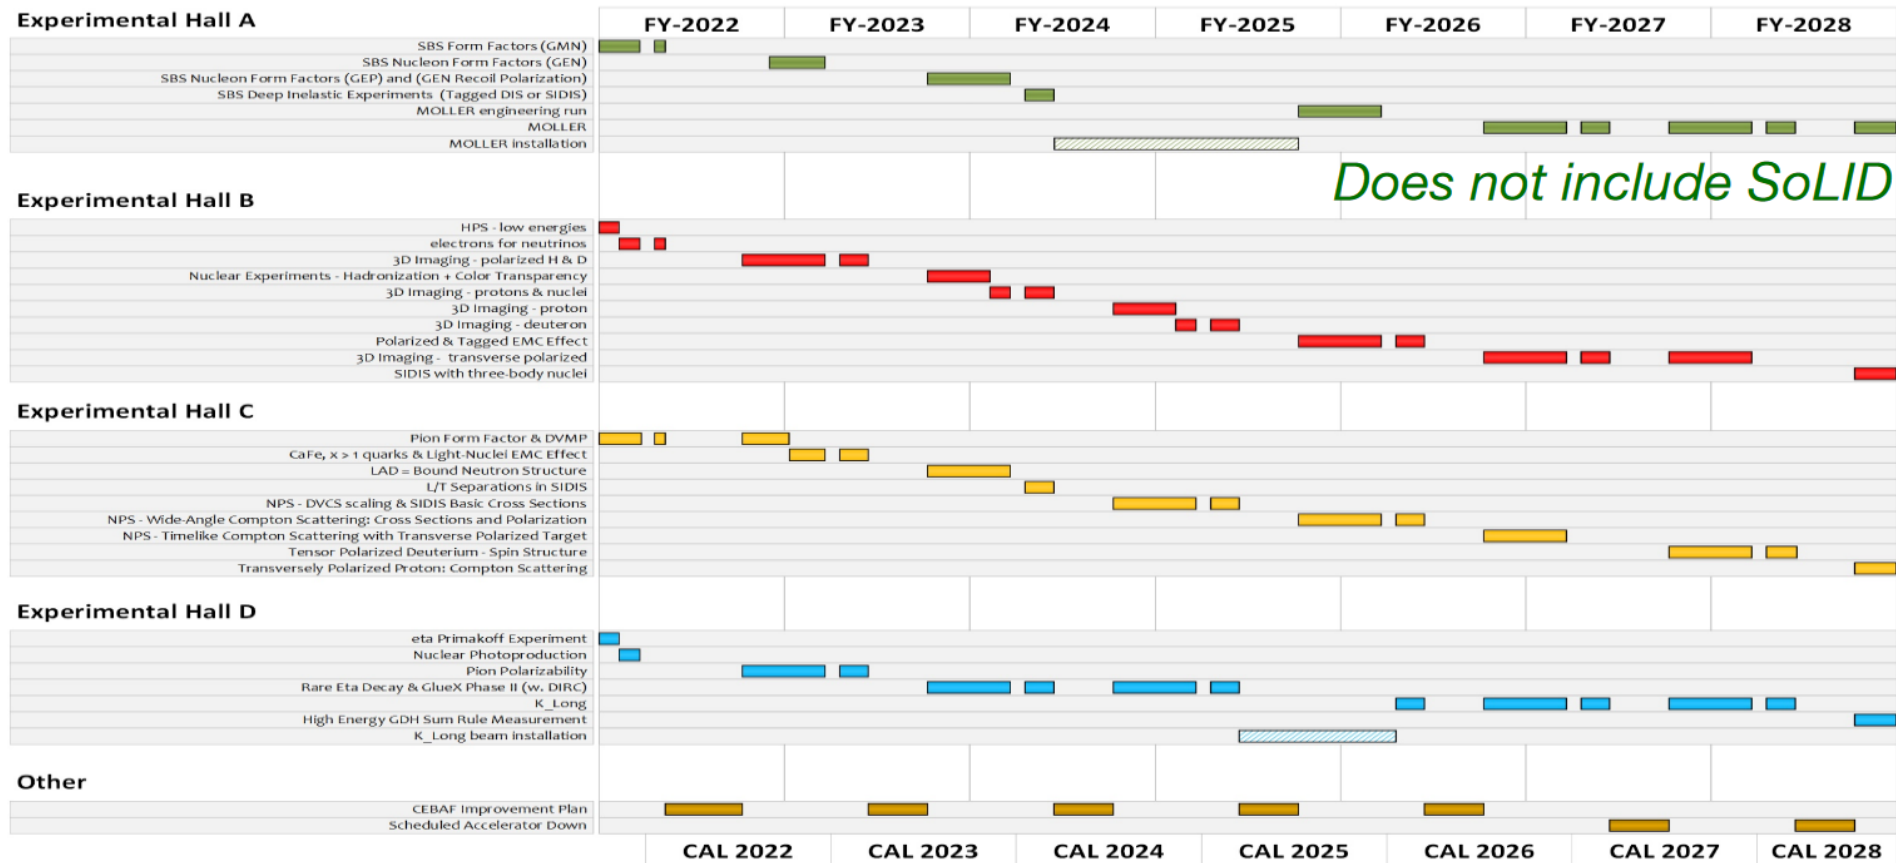 Experimental Hall A
FY-2022 FY-2023 FY-2024 FY-2025 FY-2026 FY-2027 FY-2028
SBS Form Factors (GMN)
SBS Nucleon Form Factors (GEN)
SBS Nucleon Form Factors (GEP) and (GEN Recoil Polarization)
SBS Deep Inelastic Experiments (Tagged DIS or SIDIS)
MOLLER engineering run
MOLLER
MOLLER installation
Does not include SoLID
Experimental Hall B
HPS - low energies
electrons for neutrinos
3D Imaging - polarized H & D
Nuclear Experiments - Hadronization + Color Transparency
3D Imaging - protons & nuclei
3D Imaging - proton
3D Imaging - deuteron
Polarized & Tagged EMC Effect
3D Imaging - transverse polarized
SIDIS with three-body nuclei
Experimental Hall C
Pion Form Factor & DVMP
CaFe, x > 1 quarks & Light-Nuclei EMC Effect
LAD = Bound Neutron Structure
L/T Separations in SIDIS
NPS - DVCS scaling & SIDIS Basic Cross Sections
NPS - Wide-Angle Compton Scattering: Cross Sections and Polarization
NPS - Timelike Compton Scattering with Transverse Polarized Target
Tensor Polarized Deuterium - Spin Structure
Transversely Polarized Proton: Compton Scattering
Experimental Hall D
eta Primakoff Experiment
Nuclear Photoproduction
Pion Polarizability
Rare Eta Decay & GlueX Phase II (w. DIRC)
K_Long
High Energy GDH Sum Rule Measurement
K_Long beam installation
Other
CEBAF Improvement Plan
Scheduled Accelerator Down
CAL 2022 CAL 2023 CAL 2024 CAL 2025 CAL 2026 CAL 2027 CAL 2028